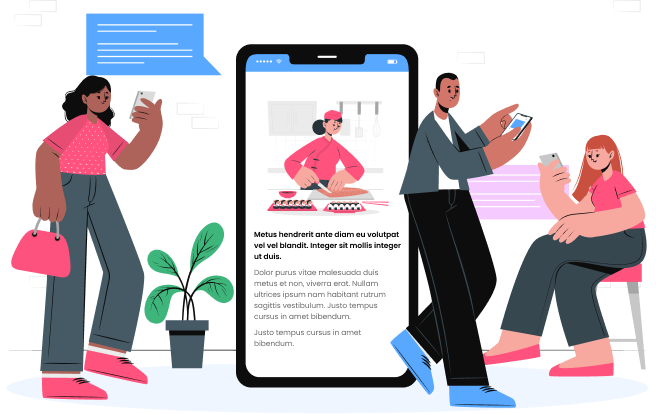 Metus hendrerit ante diam eu volutpat
vel vel blandit. Integer sit mollis integer
ut duis.
Dolor purus vitae malesuada duis
metus et non, viverra erat. Nullam
ultrices ipsum nam habitant rutrum
sagittis vestibulum. Justo tempus
cursus in amet bibendum.
Justo tempus cursus in amet
bibendum.